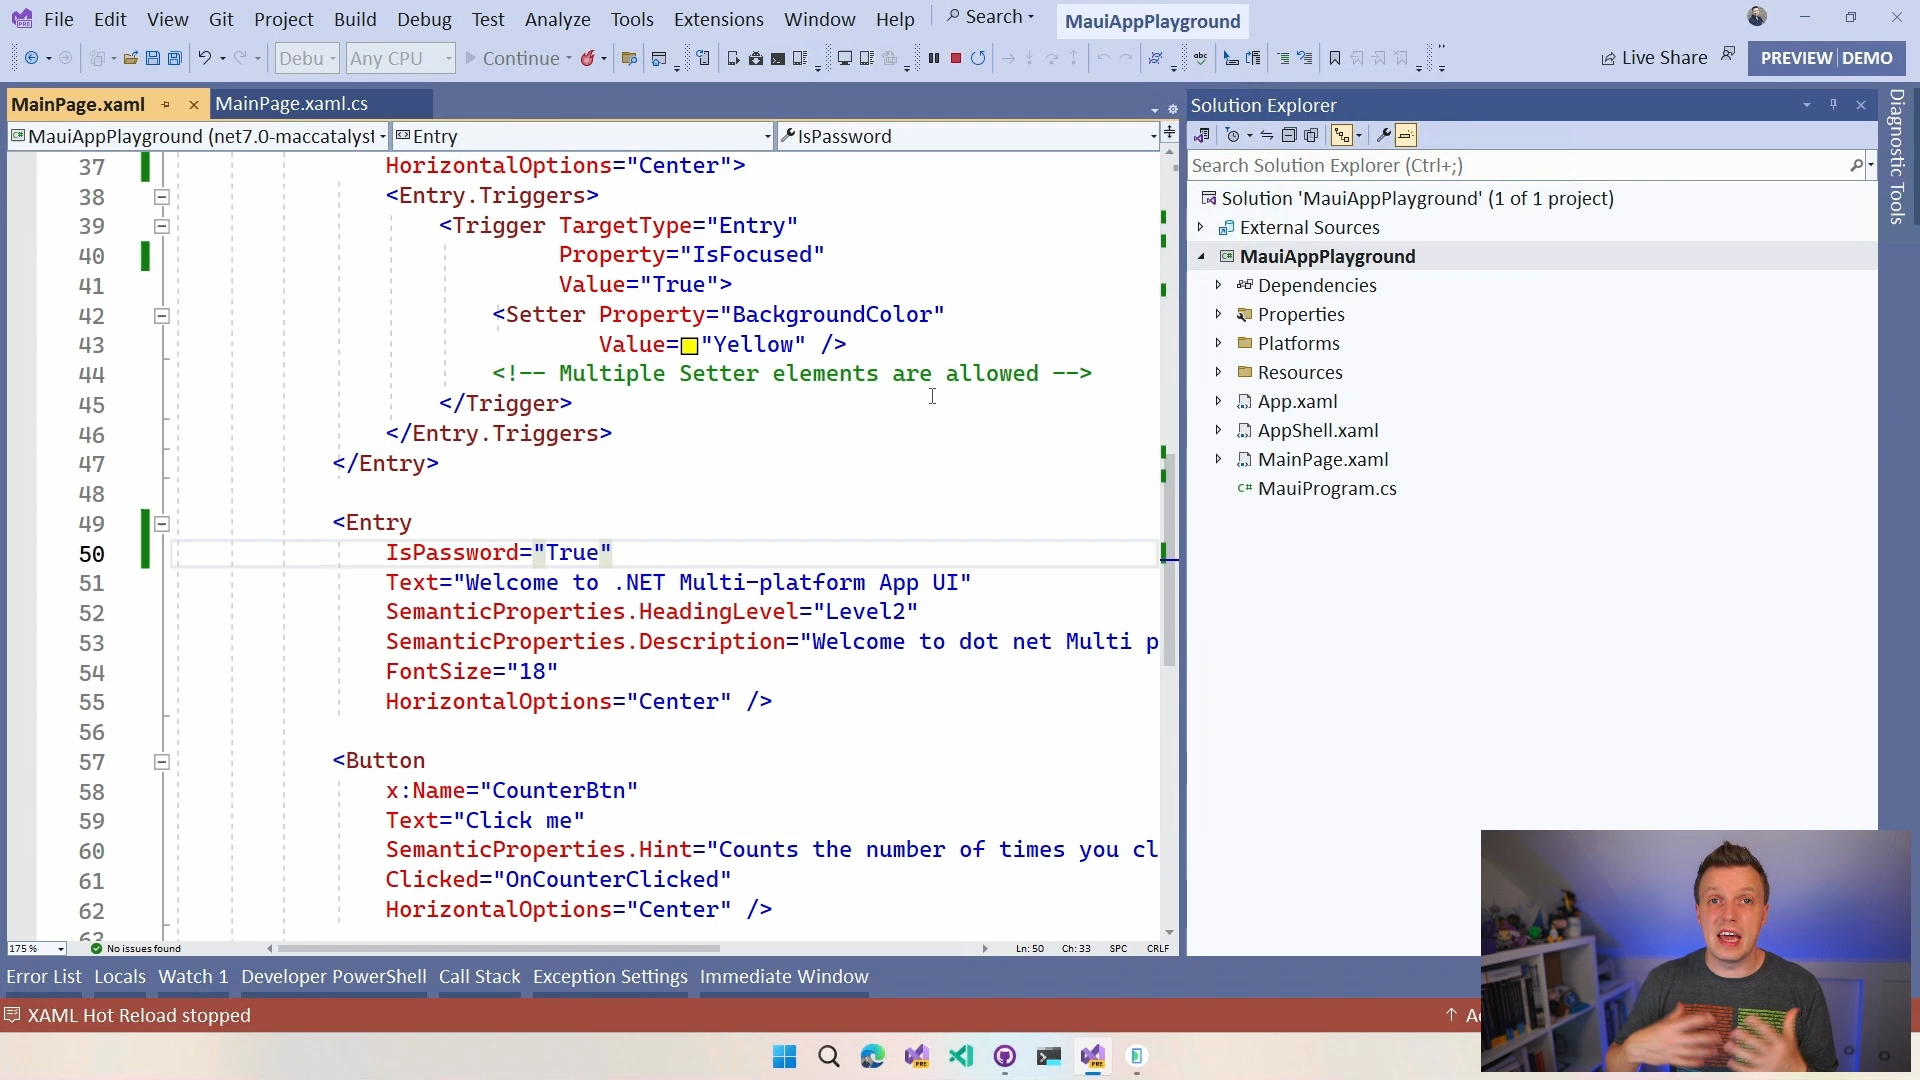 File Edit View Git Project Build Debug Test Analyze Tools Extensions Window Help Search MauiAppPlayground
Debu Any CPU Continue Live Share PREVIEW DEMO
MainPage.xaml MainPage.xaml.cs
MauiAppPlayground (net7.0-maccatalyst Entry IsPassword
37 HorizontalOptions="Center">
38 <Entry.Triggers>
39 <Trigger TargetType="Entry"
40 Property="IsFocused"
41 Value="True">
42 <Setter Property="BackgroundColor"
43 Value="Yellow" />
44 <!-- Multiple Setter elements are allowed -->
45 </Trigger>
46 </Entry.Triggers>
47 </Entry>
48
49 <Entry
50 IsPassword="True"
51 Text="Welcome to .NET Multi-platform App UI"
52 SemanticProperties.HeadingLevel="Level2"
53 SemanticProperties.Description="Welcome to dot net Multi p
54 FontSize="18"
55 HorizontalOptions="Center" />
56
57 <Button
58 x:Name="CounterBtn"
59 Text="Click me"
60 SemanticProperties.Hint="Counts the number of times you cl
61 Clicked="OnCounterClicked"
62 HorizontalOptions="Center" />
63
175 % No issues found Ln: 50 Ch: 33 SPC CRLF
Solution Explorer
Search Solution Explorer (Ctrl+;)
Solution 'MauiAppPlayground' (1 of 1 project)
External Sources
MauiAppPlayground
Dependencies
Properties
Platforms
Resources
App.xaml
AppShell.xaml
MainPage.xaml
C# MauiProgram.cs
Diagnostic Tools
Error List Locals Watch 1 Developer PowerShell Call Stack Exception Settings Immediate Window
XAML Hot Reload stopped